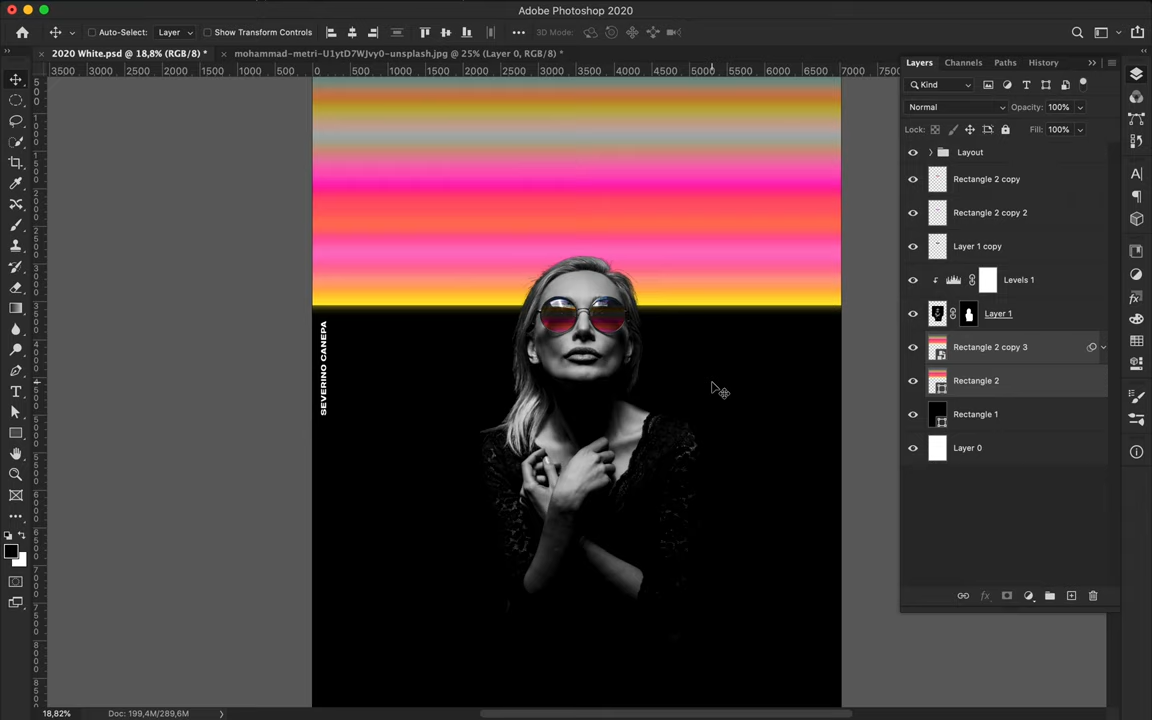 Adobe Photoshop 2020
Auto-Select: Layer Show Transform Controls 3D Mode:
2020 White.psd @ 18,8% (RGB/8) * mohammad-metri-U1ytD7WJvv0-unsplash.jpg @ 25% (Layer 0, RGB/8) *
3500 3000 2500 2000 1500 1000 500 0 500 1000 1500 2000 2500 3000 3500 4000 4500 5000 5500 6000 6500 7000 7500
Layers Channels Paths History
Kind
Normal Opacity: 100%
Lock: Fill: 100%
Layout
Rectangle 2 copy
Rectangle 2 copy 2
Layer 1 copy
Levels 1
Layer 1
Rectangle 2 copy 3
Rectangle 2
Rectangle 1
Layer 0
SEVERINO CANEPA
18,82% Doc: 199,4M/289,6M